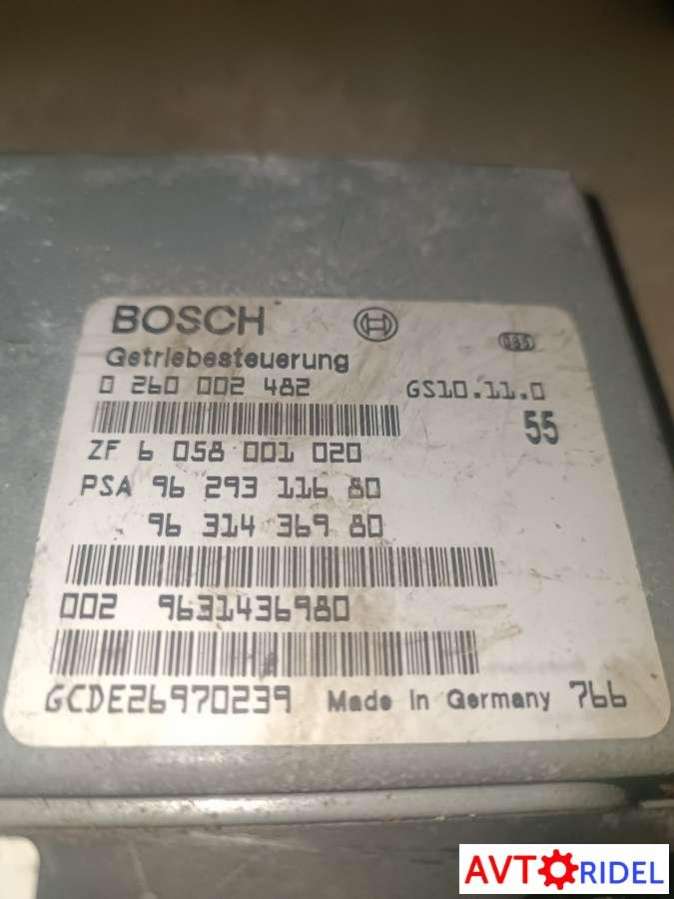 BOSCH
Getriebesteuerung
0 260 002 482 GS10.11.0
55
ZF 6 058 001 020
PSA 96 293 116 80
96 314 369 80
002 9631436980
GCDE26970239 Made in Germany 766
AVTORIDEL